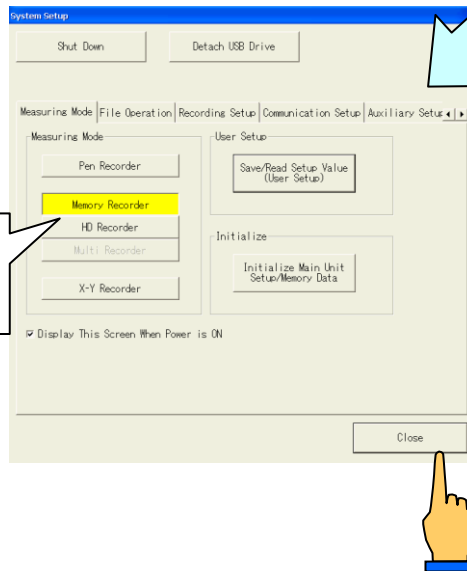 System Setup
Shut Down
Detach USB Drive
Measuring Mode
File Operation
Recording Setup
Communication Setup
Auxiliary Setup
Measuring Mode
Pen Recorder
Memory Recorder
HD Recorder
Multi Recorder
X-Y Recorder
User Setup
Save/Read Setup Value
(User Setup)
Initialize
Initialize Main Unit
Setup/Memory Data
Display This Screen When Power is ON
Close